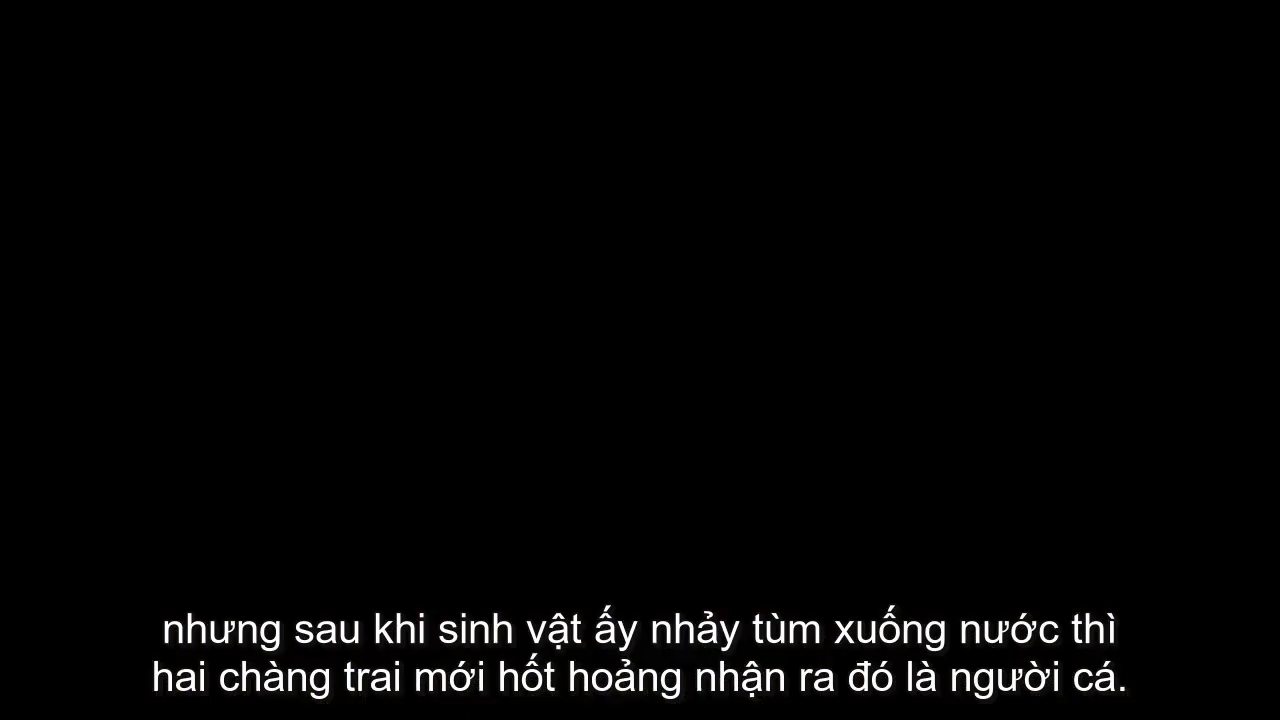 nhưng sau khi sinh vật ấy nhảy tùm xuống nước thì
hai chàng trai mới hốt hoảng nhận ra đó là người cá.